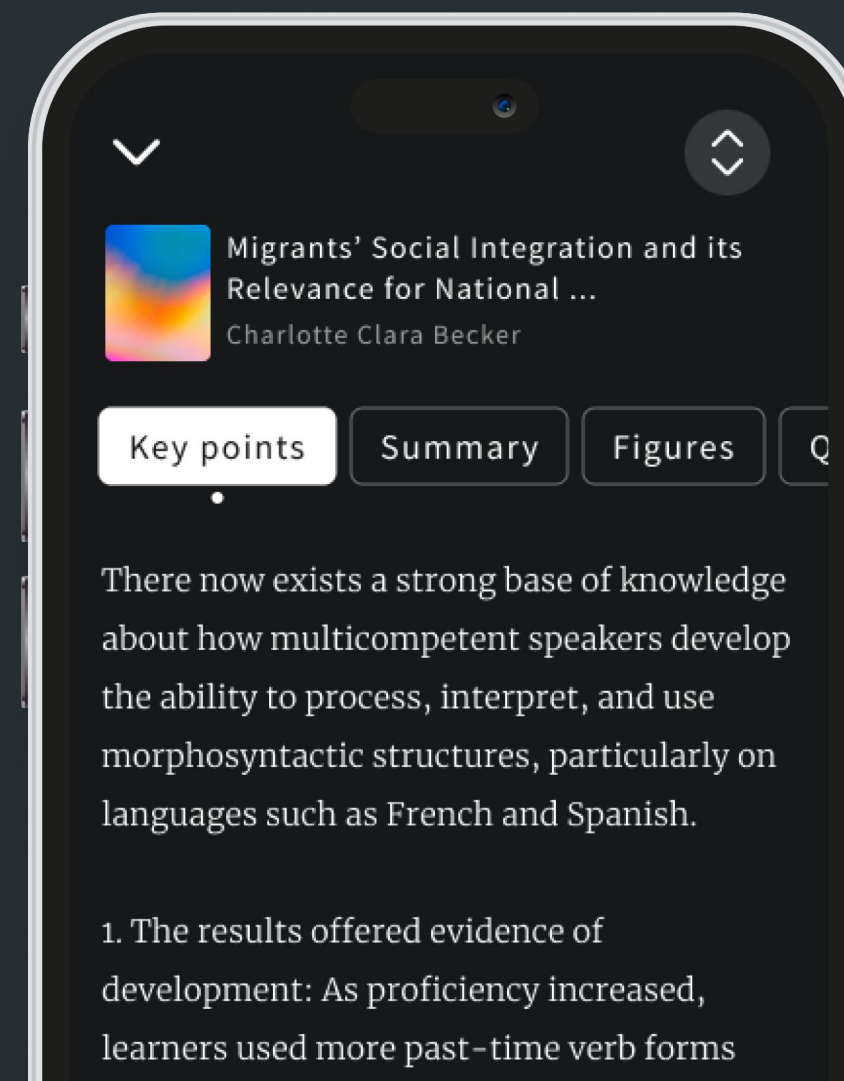 Migrants’ Social Integration and its
Relevance for National ...
Charlotte Clara Becker
Key points Summary Figures Q
There now exists a strong base of knowledge
about how multicompetent speakers develop
the ability to process, interpret, and use
morphosyntactic structures, particularly on
languages such as French and Spanish.
1. The results offered evidence of
development: As proficiency increased,
learners used more past-time verb forms